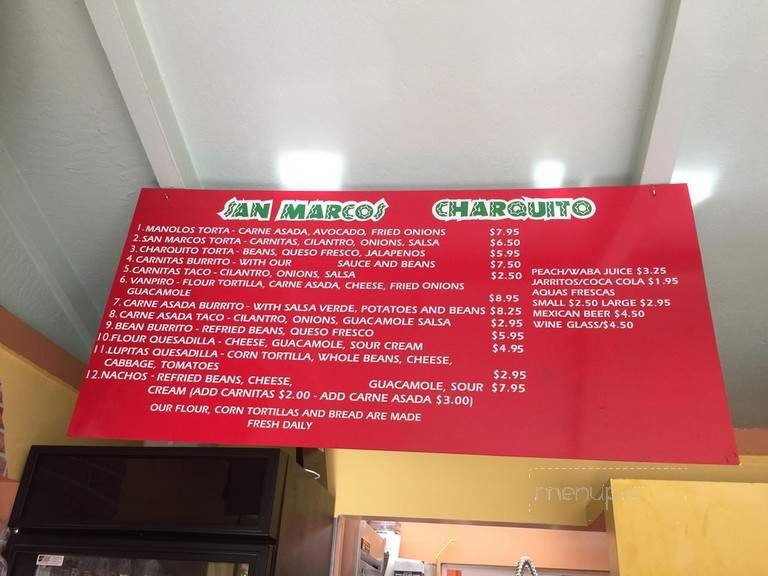 SAN MARCOS CHARQUITO
1. MANOLOS TORTA - CARNE ASADA, AVOCADO, FRIED ONIONS $7.95
2. SAN MARCOS TORTA - CARNITAS, CILANTRO, ONIONS, SALSA $6.50
3. CHARQUITO TORTA - BEANS, QUESO FRESCO, JALAPENOS $5.95
4. CARNITAS BURRITO - WITH OUR SAUCE AND BEANS $7.50
5. CARNITAS TACO - CILANTRO, ONIONS, SALSA $2.50
6. VANPIRO - FLOUR TORTILLA, CARNE ASADA, CHEESE, FRIED ONIONS
GUACAMOLE $8.95
7. CARNE ASADA BURRITO - WITH SALSA VERDE, POTATOES AND BEANS $8.25
8. CARNE ASADA TACO - CILANTRO, ONIONS, GUACAMOLE SALSA $2.95
9. BEAN BURRITO - REFRIED BEANS, QUESO FRESCO $5.95
10. FLOUR QUESADILLA - CHEESE, GUACAMOLE, SOUR CREAM $4.95
11. LUPITAS QUESADILLA - CORN TORTILLA, WHOLE BEANS, CHEESE,
CABBAGE, TOMATOES $2.95
12. NACHOS - REFRIED BEANS, CHEESE, GUACAMOLE, SOUR $7.95
CREAM (ADD CARNITAS $2.00 - ADD CARNE ASADA $3.00)
OUR FLOUR, CORN TORTILLAS AND BREAD ARE MADE
FRESH DAILY
PEACH/WABA JUICE $3.25
JARRITOS/COCA COLA $1.95
AQUAS FRESCAS
SMALL $2.50 LARGE $2.95
MEXICAN BEER $4.50
WINE GLASS/$4.50